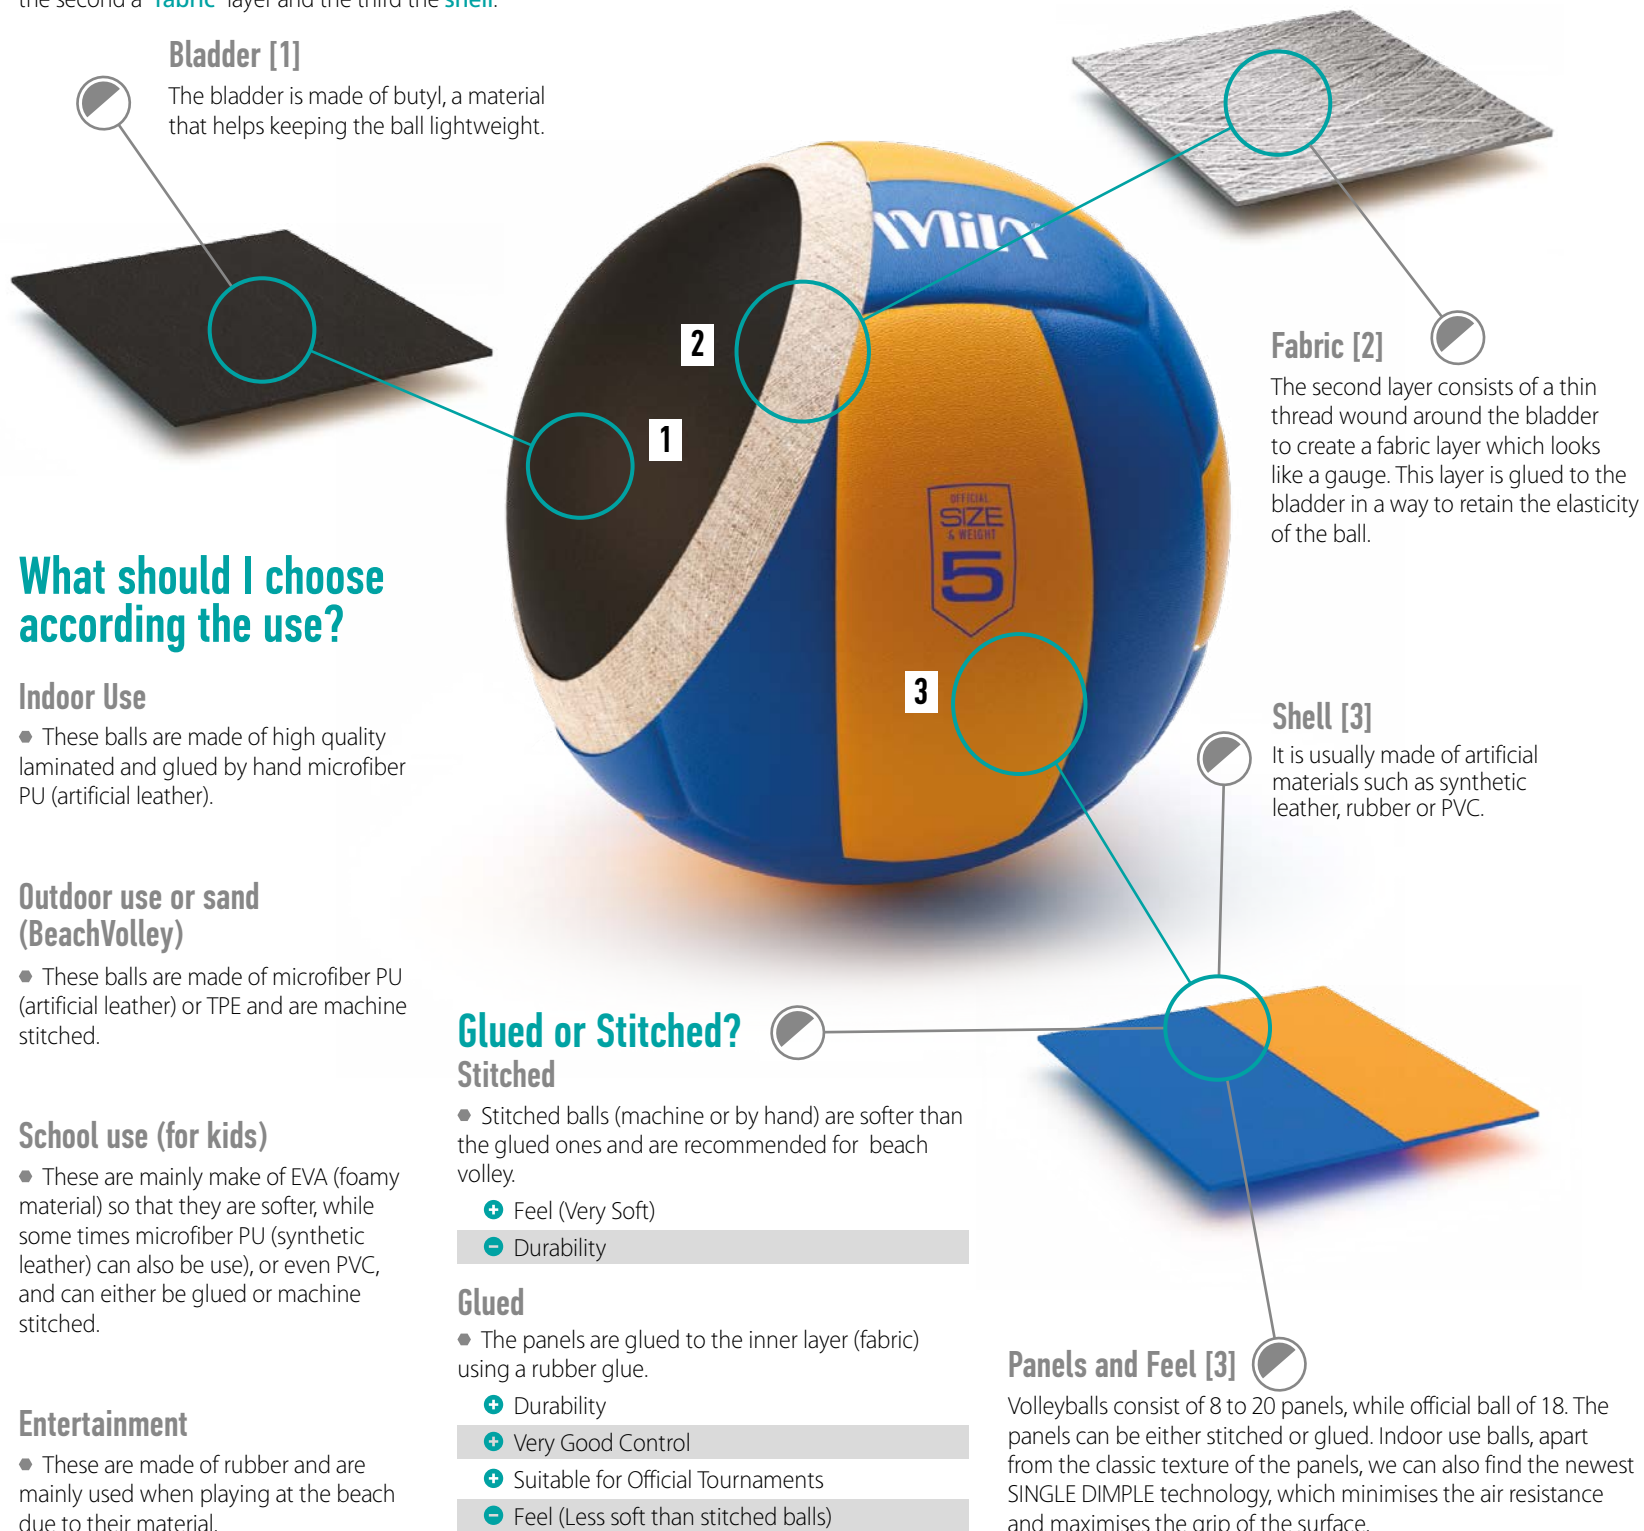 the second a "fabric" layer and the third the shell.
Bladder [1]
The bladder is made of butyl, a material
that helps keeping the ball lightweight.
Mila
2
1
OFFICIAL
SIZE
& WEIGHT
5
3
Fabric [2]
The second layer consists of a thin
thread wound around the bladder
to create a fabric layer which looks
like a gauge. This layer is glued to the
bladder in a way to retain the elasticity
of the ball.
What should I choose
according the use?
Indoor Use
These balls are made of high quality
laminated and glued by hand microfiber
PU (artificial leather).
Outdoor use or sand
(BeachVolley)
These balls are made of microfiber PU
(artificial leather) or TPE and are machine
stitched.
School use (for kids)
These are mainly make of EVA (foamy
material) so that they are softer, while
some times microfiber PU (synthetic
leather) can also be use), or even PVC,
and can either be glued or machine
stitched.
Entertainment
These are made of rubber and are
mainly used when playing at the beach
due to their material.
Shell [3]
It is usually made of artificial
materials such as synthetic
leather, rubber or PVC.
Glued or Stitched?
Stitched
Stitched balls (machine or by hand) are softer than
the glued ones and are recommended for beach
volley.
Feel (Very Soft)
Durability
Glued
The panels are glued to the inner layer (fabric)
using a rubber glue.
Durability
Very Good Control
Suitable for Official Tournaments
Feel (Less soft than stitched balls)
Panels and Feel [3]
Volleyballs consist of 8 to 20 panels, while official ball of 18. The
panels can be either stitched or glued. Indoor use balls, apart
from the classic texture of the panels, we can also find the newest
SINGLE DIMPLE technology, which minimises the air resistance
and maximises the grip of the surface.